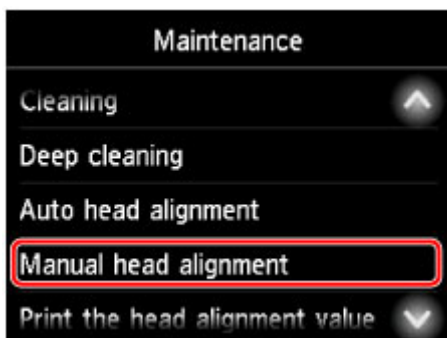 Maintenance
Cleaning
Deep cleaning
Auto head alignment
Manual head alignment
Print the head alignment value